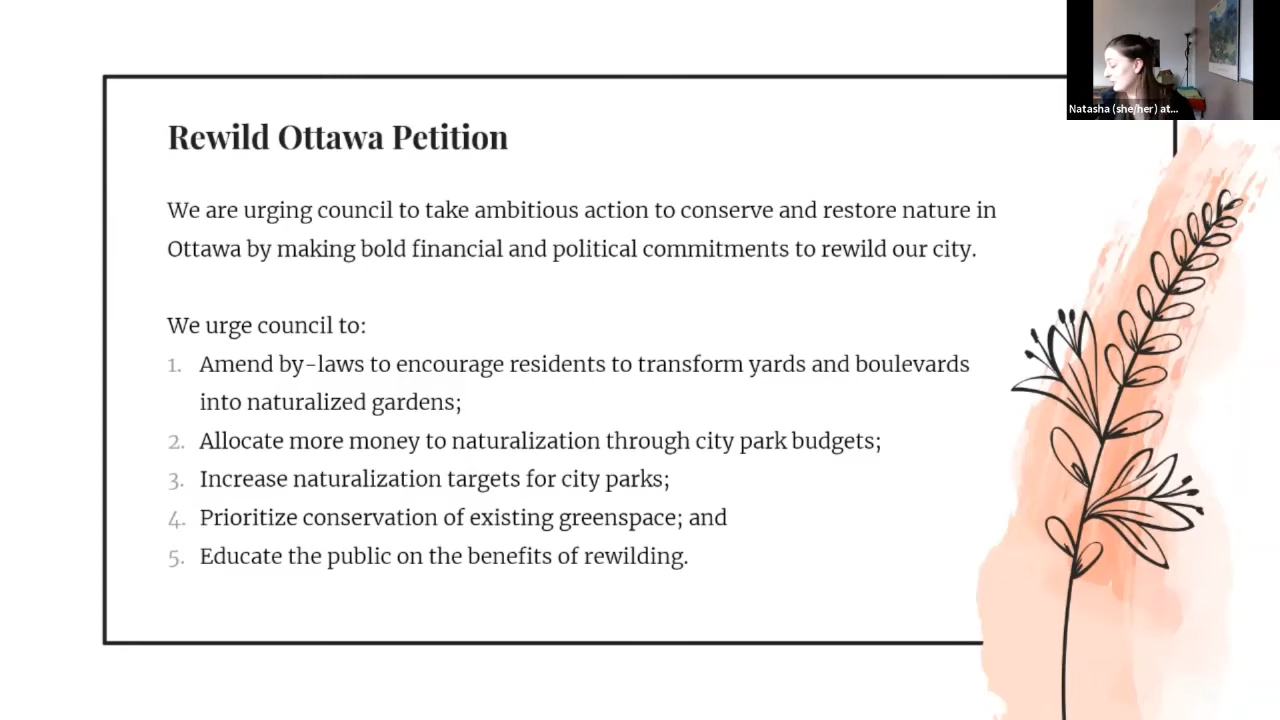 Rewild Ottawa Petition
We are urging council to take ambitious action to conserve and restore nature in
Ottawa by making bold financial and political commitments to rewild our city.
We urge council to:
1. Amend by-laws to encourage residents to transform yards and boulevards
into naturalized gardens;
2. Allocate more money to naturalization through city park budgets;
3. Increase naturalization targets for city parks;
4. Prioritize conservation of existing greenspace; and
5. Educate the public on the benefits of rewilding.
Natasha (she/her) at...